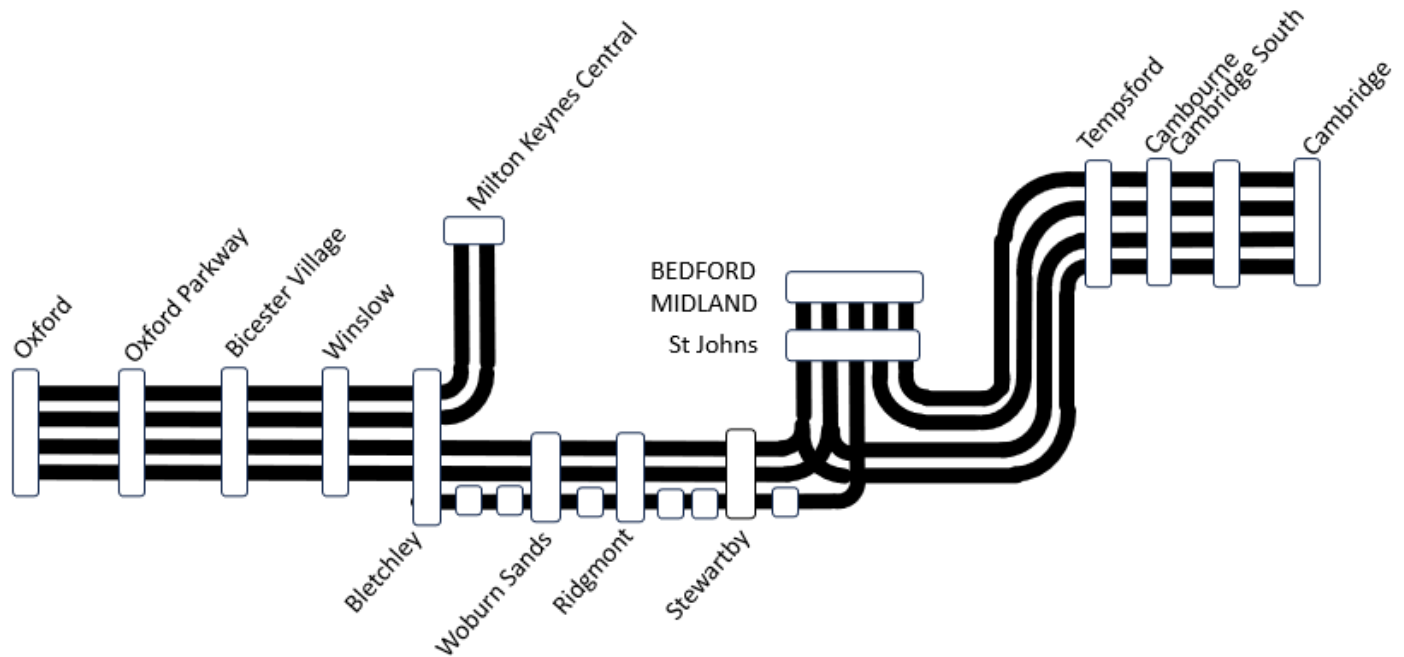 Oxford
Oxford Parkway
Bicester Village
Winslow
Milton Keynes Central
BEDFORD
MIDLAND
St Johns
Tempsford
Cambourne
Cambridge South
Cambridge
Bletchley
Woburn Sands
Ridgmont
Stewartby